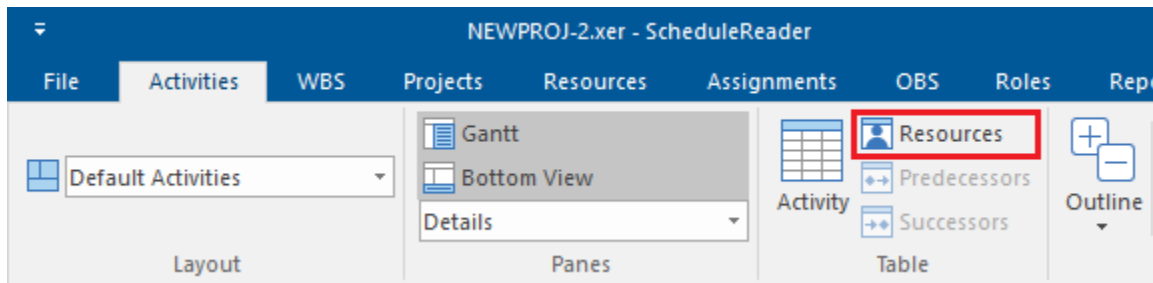 NEWPROJ-2.xer - ScheduleReader
File Activities WBS Projects Resources Assignments OBS Roles Repo
Gantt
Resources
Default Activities
Bottom View
Predecessors
Activity
Outline
Details
Successors
Layout Panes Table